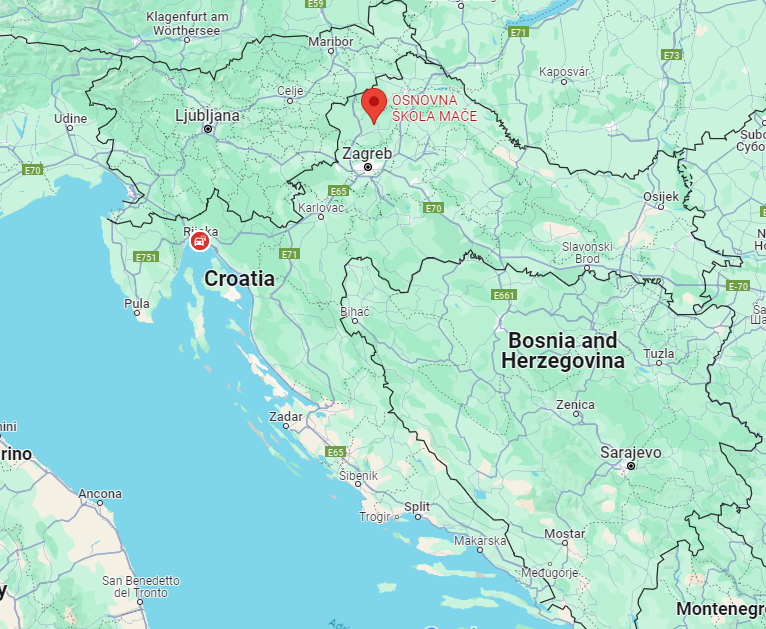 E59
Klagenfurt am
Wörthersee
E71
Maribor
E73
Kaposvár
Celje
OSNOVNA
ŠKOLA MAČE
Udine
Ljubljana
Zagreb
E70
E65
Karlovac
E70
Osijek
Rijeka
E751
E71
Slavonski
Brod
Croatia
E661
E-70
Pula
Bihać
Bosnia and
Herzegovina
Tuzla
Zadar
Zenica
E65
Sarajevo
Šibenik
Ancona
Trogir
Split
Makarska
Mostar
Međugorje
San Benedetto
del Tronto
Montenegr